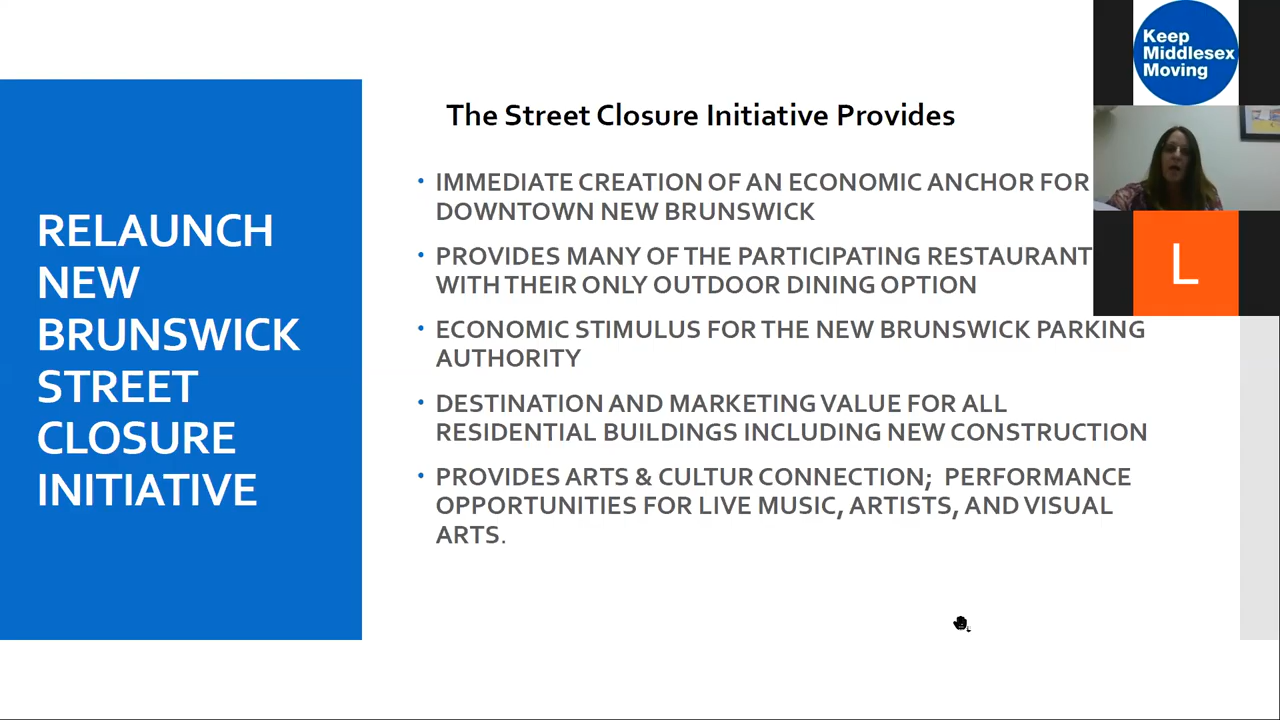 RELAUNCH
NEW
BRUNSWICK
STREET
CLOSURE
INITIATIVE
The Street Closure Initiative Provides
• IMMEDIATE CREATION OF AN ECONOMIC ANCHOR FOR
DOWNTOWN NEW BRUNSWICK
• PROVIDES MANY OF THE PARTICIPATING RESTAURANT
WITH THEIR ONLY OUTDOOR DINING OPTION
• ECONOMIC STIMULUS FOR THE NEW BRUNSWICK PARKING
AUTHORITY
• DESTINATION AND MARKETING VALUE FOR ALL
RESIDENTIAL BUILDINGS INCLUDING NEW CONSTRUCTION
• PROVIDES ARTS & CULTUR CONNECTION; PERFORMANCE
OPPORTUNITIES FOR LIVE MUSIC, ARTISTS, AND VISUAL
ARTS.
Keep
Middlesex
Moving
L